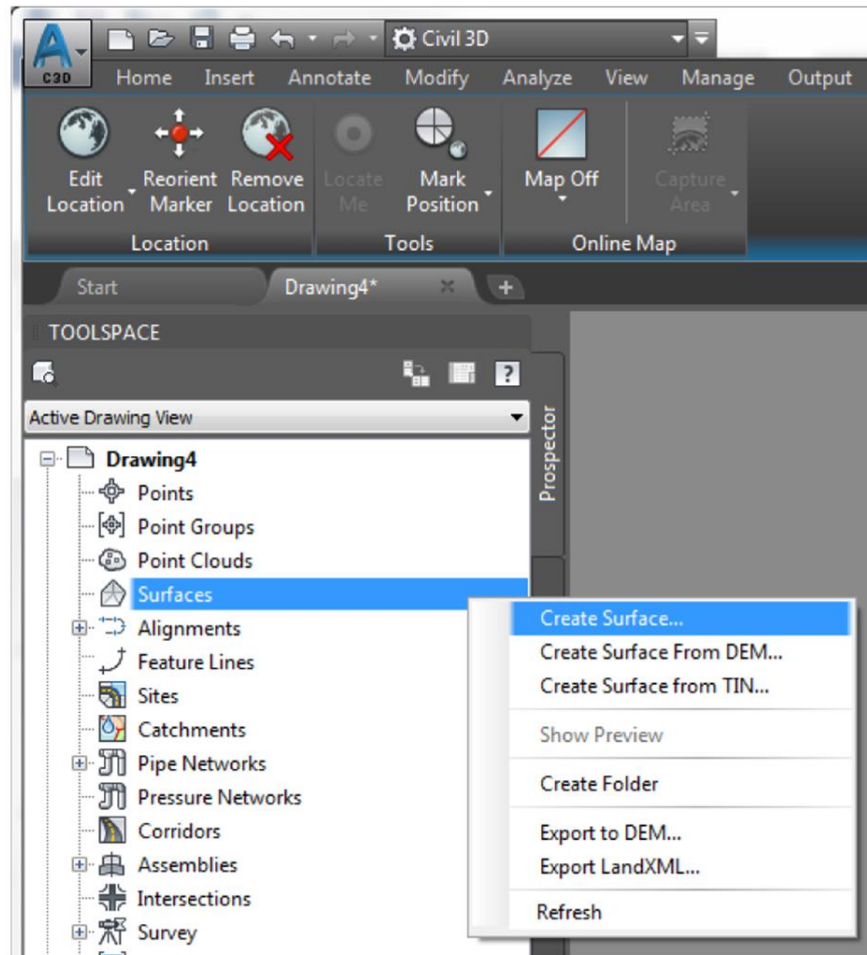 Civil 3D
C3D
Home Insert Annotate Modify Analyze View Manage Output
Edit Location
Reorient Marker
Remove Location
Locate Me
Mark Position
Map Off
Capture Area
Location
Tools
Online Map
Start
Drawing4*
TOOLSPACE
?
Active Drawing View
Prospector
Drawing4
Points
Point Groups
Point Clouds
Surfaces
Alignments
Feature Lines
Sites
Catchments
Pipe Networks
Pressure Networks
Corridors
Assemblies
Intersections
Survey
Create Surface...
Create Surface From DEM...
Create Surface from TIN...
Show Preview
Create Folder
Export to DEM...
Export LandXML...
Refresh